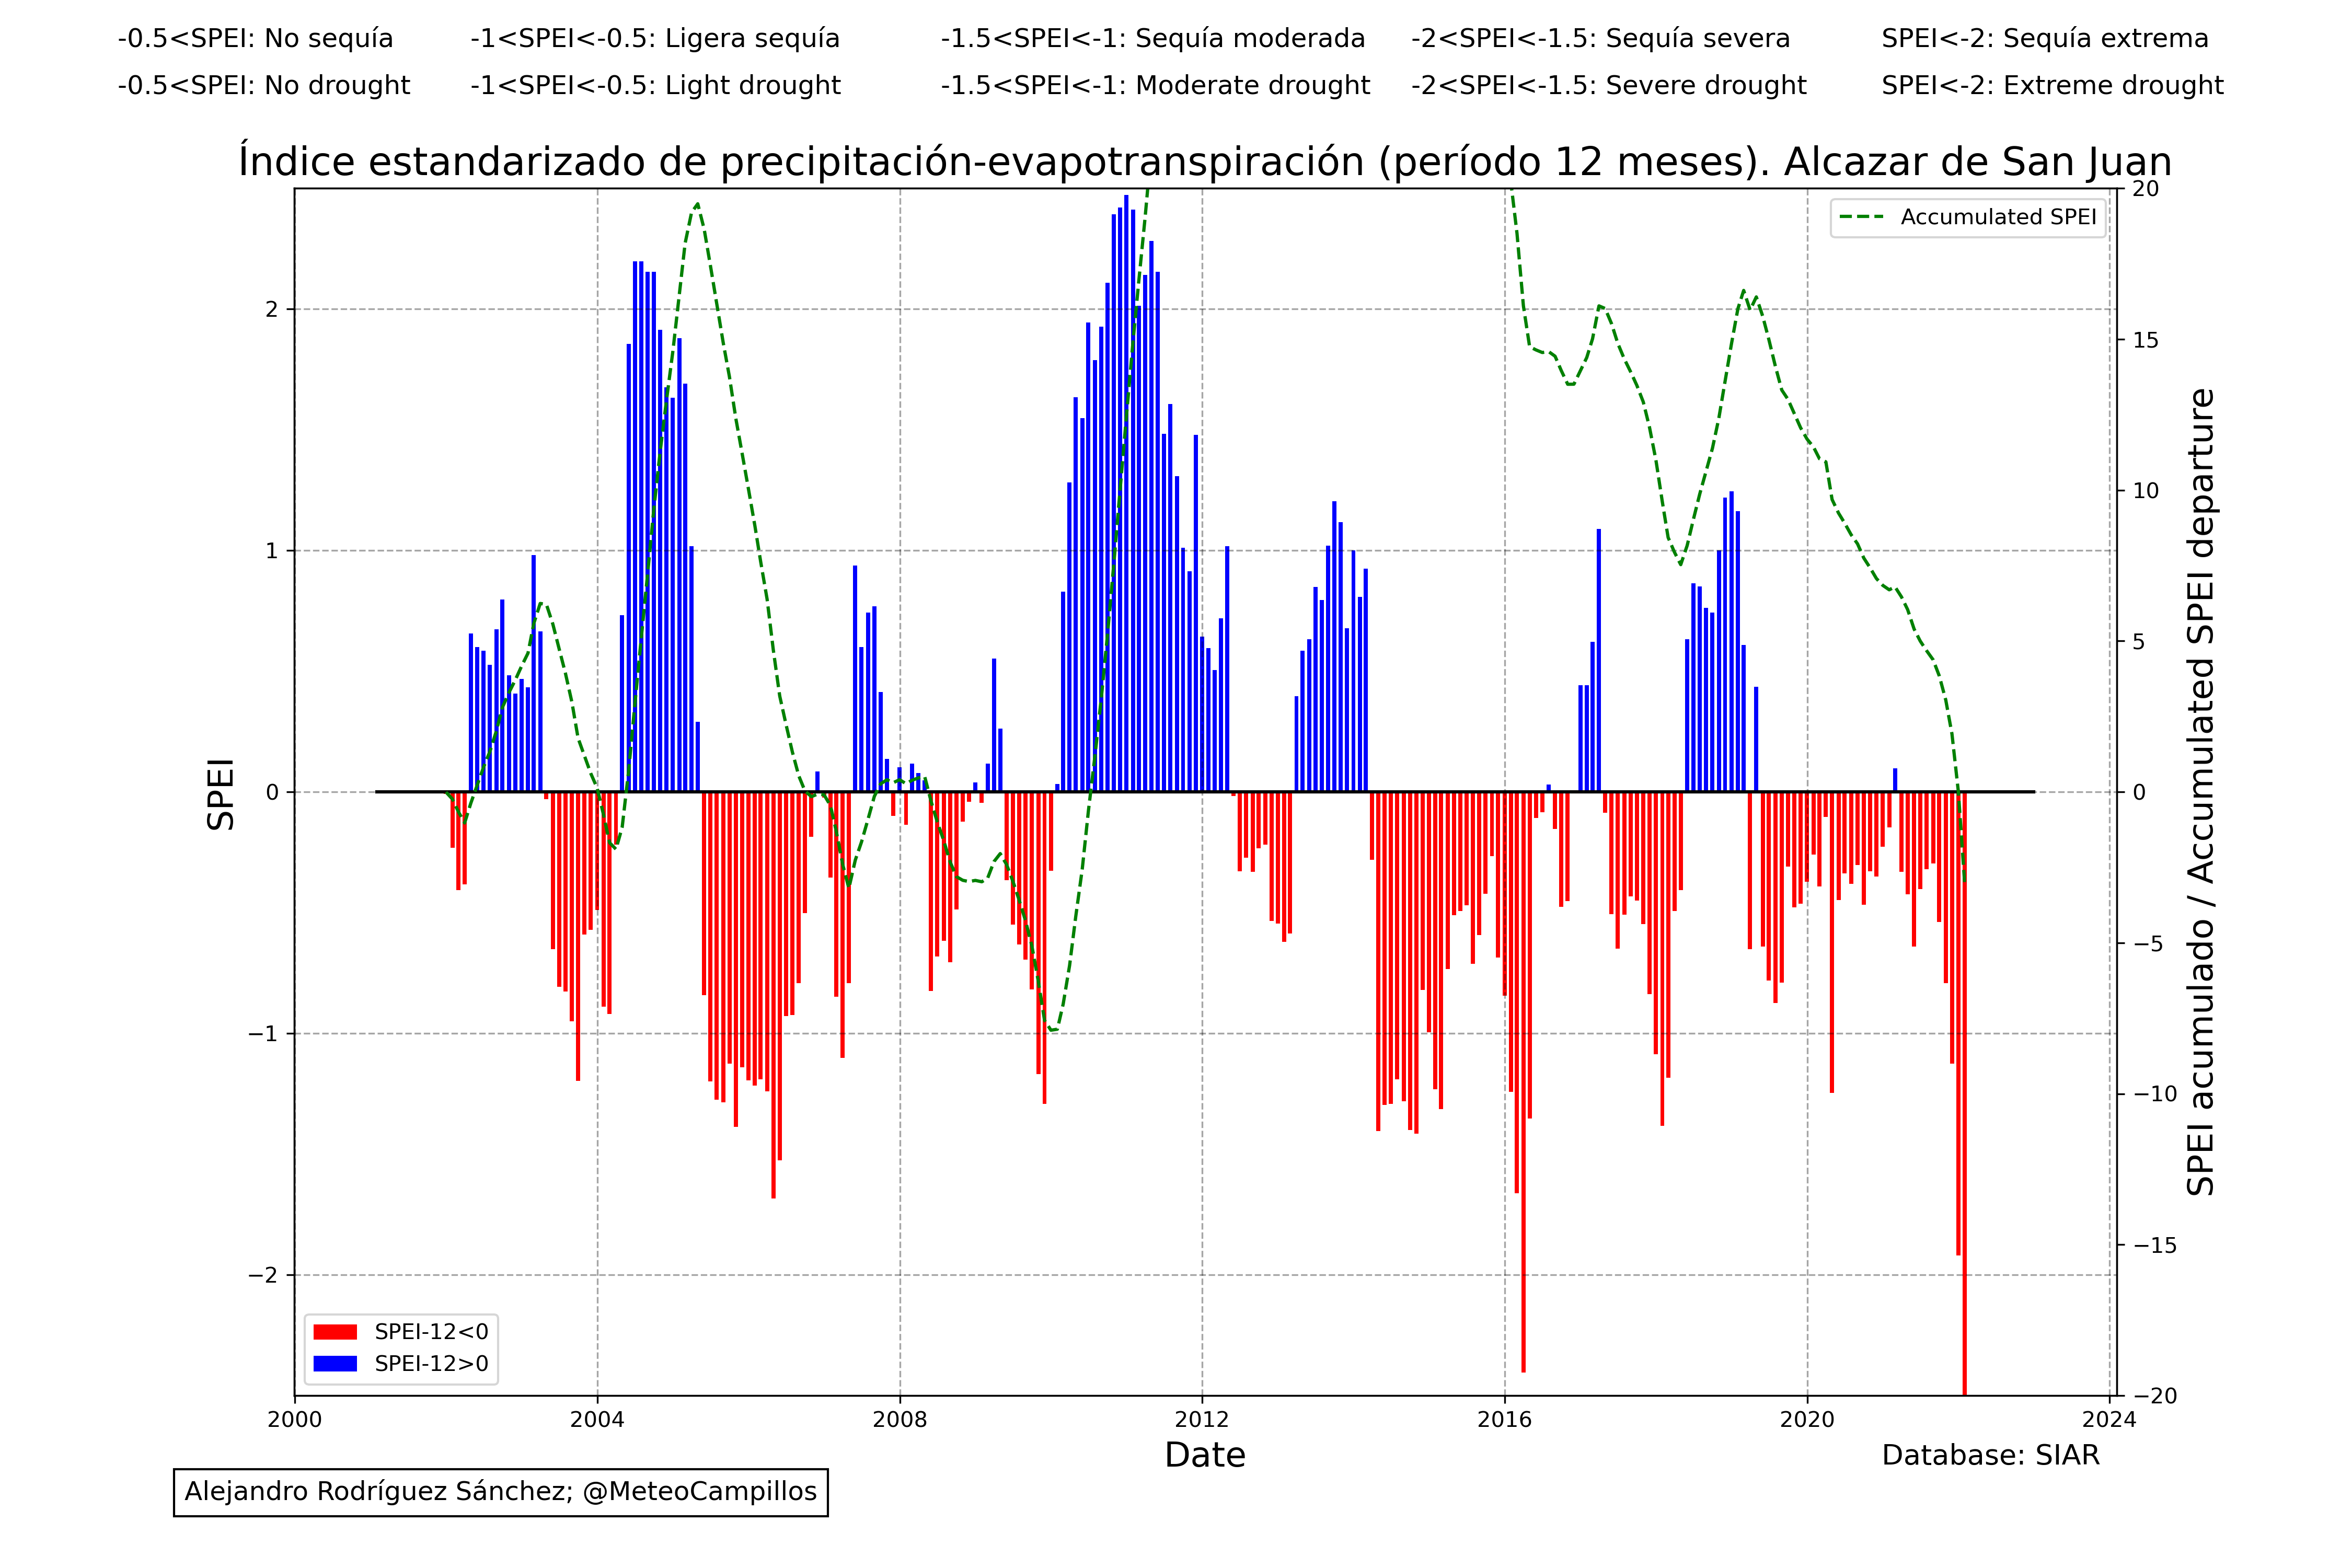 -0.5<SPEI: No sequía -1<SPEI<-0.5: Ligera sequía -1.5<SPEI<-1: Sequía moderada -2<SPEI<-1.5: Sequía severa SPEI<-2: Sequía extrema
-0.5<SPEI: No drought -1<SPEI<-0.5: Light drought -1.5<SPEI<-1: Moderate drought -2<SPEI<-1.5: Severe drought SPEI<-2: Extreme drought
Índice estandarizado de precipitación-evapotranspiración (período 12 meses). Alcazar de San Juan
Accumulated SPEI
SPEI
2
1
0
−1
−2
20
15
10
5
0
−5
−10
−15
−20
SPEI acumulado / Accumulated SPEI departure
SPEI-12<0
SPEI-12>0
2000 2004 2008 2012 2016 2020 2024
Date
Database: SIAR
Alejandro Rodríguez Sánchez; @MeteoCampillos